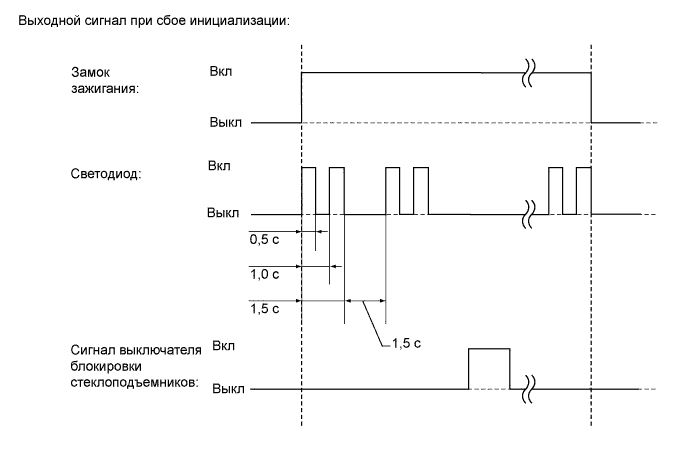 Выходной сигнал при сбое инициализации:
Замок
зажигания:
Вкл
Выкл
Светодиод:
Вкл
Выкл
0,5 с
1,0 с
1,5 с
1,5 с
Сигнал выключателя
блокировки
стеклоподъемников:
Вкл
Выкл